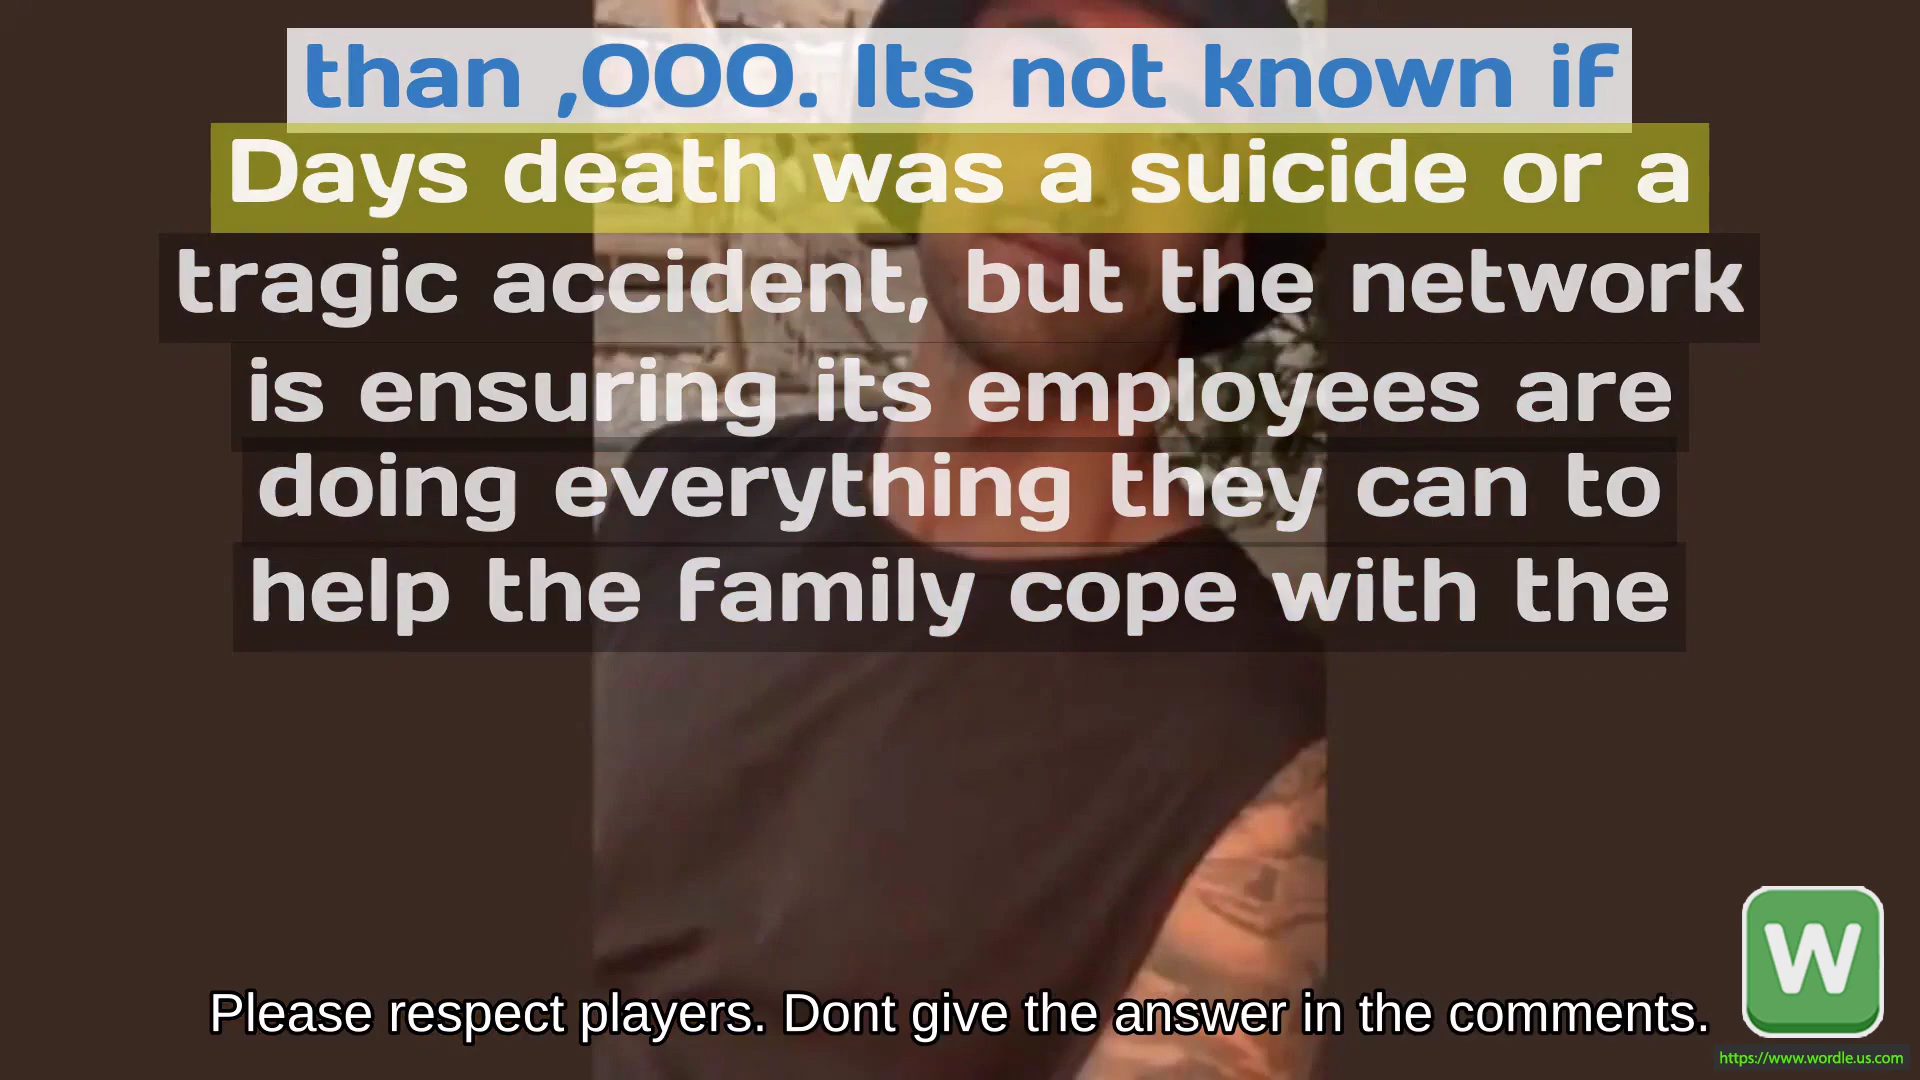 than ,000. Its not known if
Days death was a suicide or a
tragic accident, but the network
is ensuring its employees are
doing everything they can to
help the family cope with the
W
Please respect players. Dont give the answer in the comments.
https://www.wordle.us.com